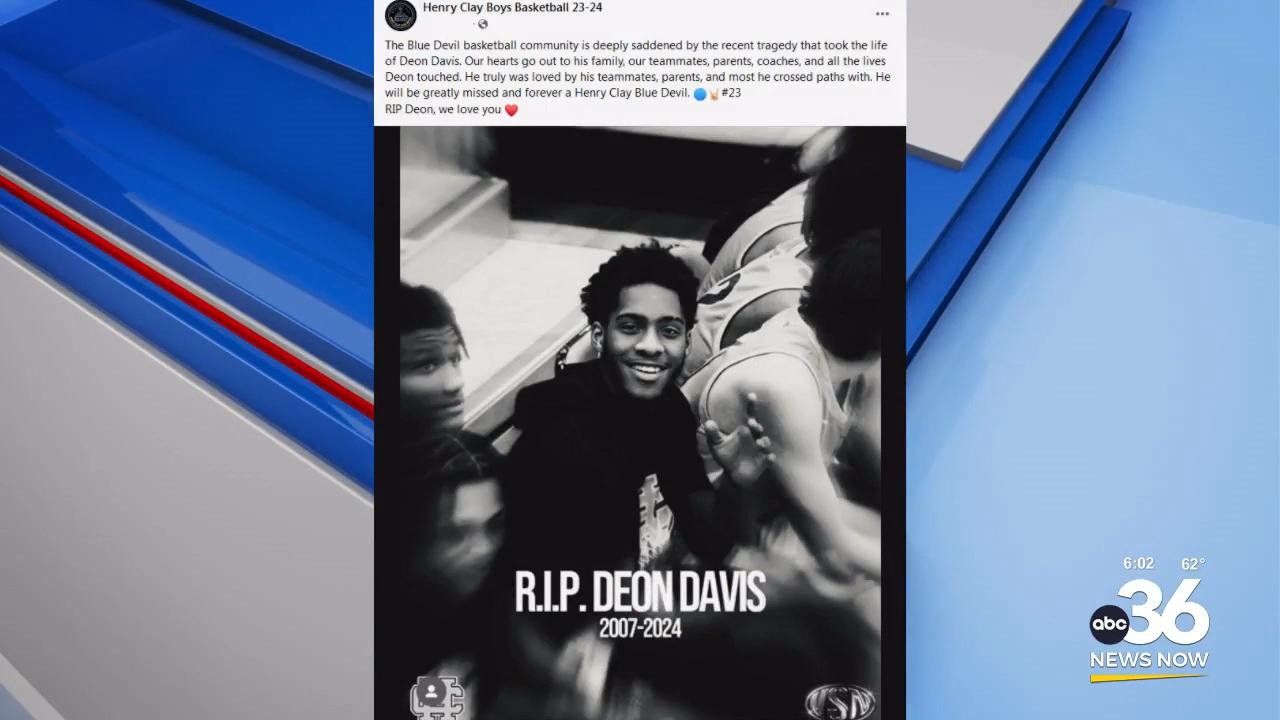 Henry Clay Boys Basketball 23-24
The Blue Devil basketball community is deeply saddened by the recent tragedy that took the life
of Deon Davis. Our hearts go out to his family, our teammates, parents, coaches, and all the lives
Deon touched. He truly was loved by his teammates, parents, and most he crossed paths with. He
will be greatly missed and forever a Henry Clay Blue Devil. 🔵🤘🏻#23
RIP Deon, we love you ❤️
R.I.P. DEON DAVIS
2007-2024
VSN
6:02 62°
abc 36
NEWS NOW